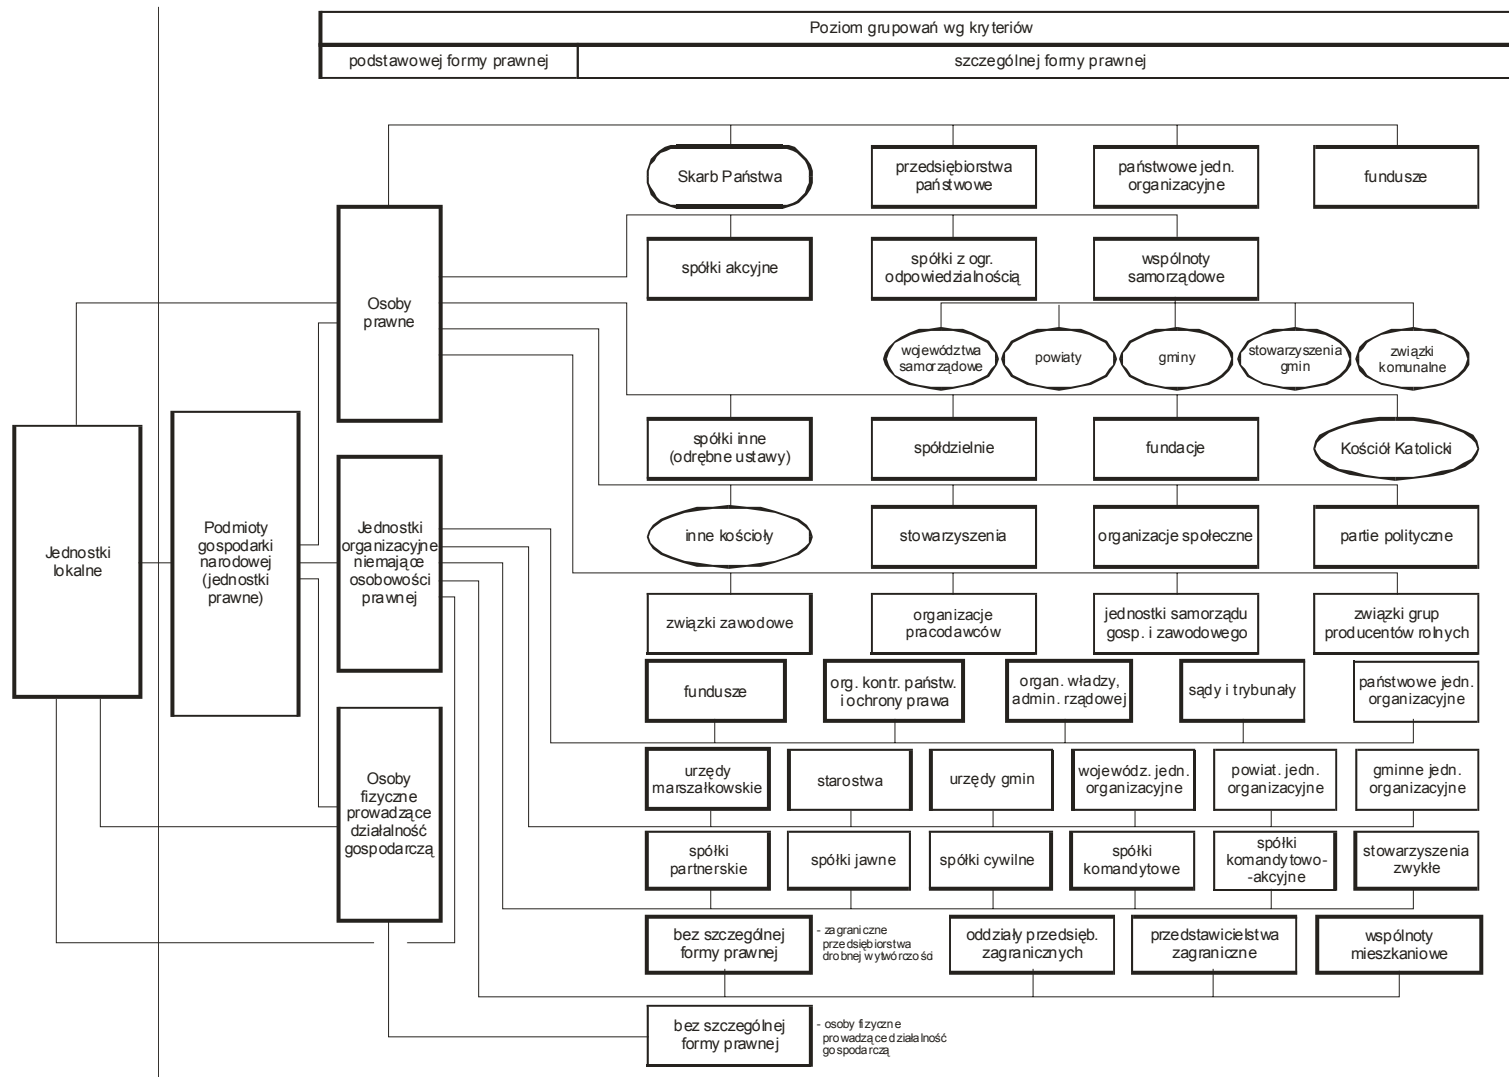 Poziom grupowań wg kryteriów
podstawowej formy prawnej
szczególnej formy prawnej
Skarb Państwa
przedsiębiorstwa
państwowe
państwowe jedn.
organizacyjne
fundusze
spółki akcyjne
spółki z ogr.
odpowiedzialnością
wspólnoty
samorządowe
Osoby
prawne
województwa
samorządowe
powiaty
gminy
stowarzyszenia
gmin
związki
komunalne
spółki inne
(odrębne ustawy)
spółdzielnie
fundacje
Kościół Katolicki
Jednostki
lokalne
Podmioty
gospodarki
narodowej
(jednostki
prawne)
Jednostki
organizacyjne
niemające
osobowości
prawnej
inne kościoły
stowarzyszenia
organizacje społeczne
partie polityczne
związki zawodowe
organizacje
pracodawców
jednostki samorządu
gosp. i zawodowego
związki grup
producentów rolnych
fundusze
org. kontr. państw.
i ochrony prawa
organ. władzy,
admin. rządowej
sądy i trybunały
państwowe jedn.
organizacyjne
Osoby
fizyczne
prowadzące
działalność
gospodarczą
urzędy
marszałkowskie
starostwa
urzędy gmin
wojewódz. jedn.
organizacyjne
powiat. jedn.
organizacyjne
gminne jedn.
organizacyjne
spółki
partnerskie
spółki jawne
spółki cywilne
spółki
komandytowe
spółki
komandytowo-
-akcyjne
stowarzyszenia
zwykłe
bez szczególnej
formy prawnej
- zagraniczne
przedsiębiorstwa
drobnej wytwórczości
oddziały przedsięb.
zagranicznych
przedstawicielstwa
zagraniczne
wspólnoty
mieszkaniowe
bez szczególnej
formy prawnej
- osoby fizyczne
prowadzące działalność
gospodarczą